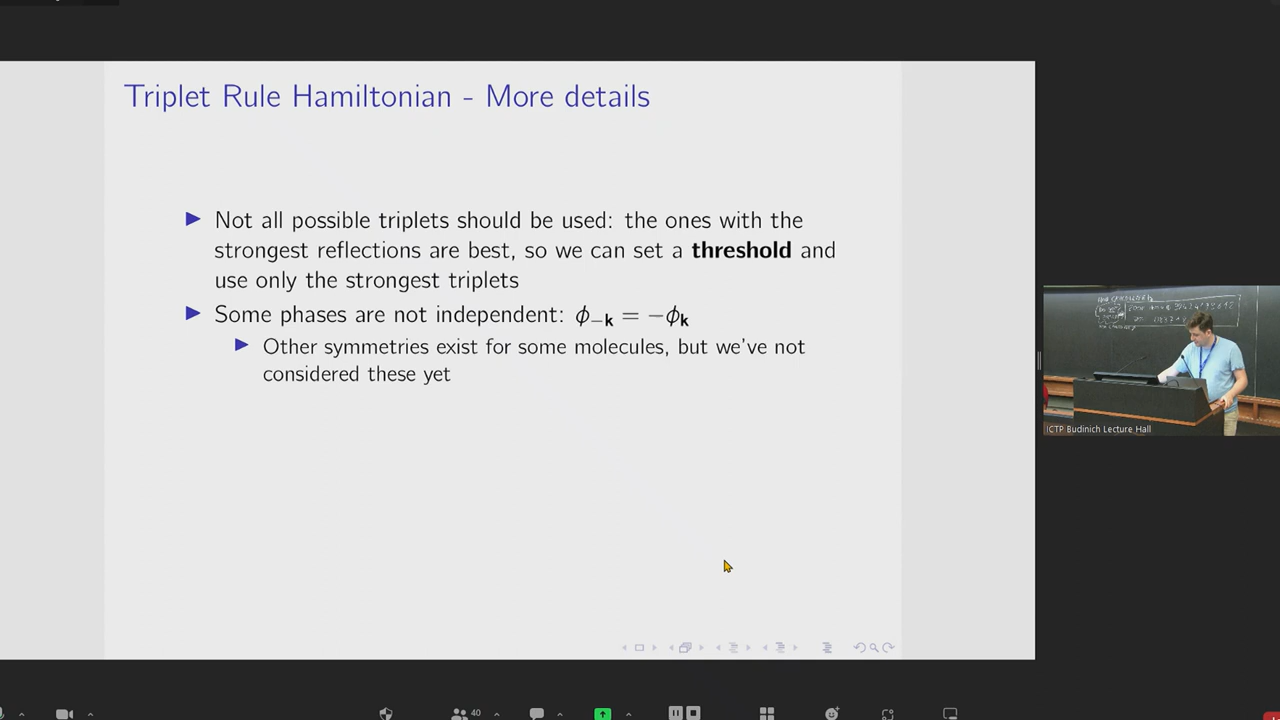 Triplet Rule Hamiltonian - More details
▶ Not all possible triplets should be used: the ones with the
strongest reflections are best, so we can set a threshold and
use only the strongest triplets
▶ Some phases are not independent: ϕ₋𝐤 = −ϕ𝐤
▶ Other symmetries exist for some molecules, but we've not
considered these yet
ICTP Budinich Lecture Hall
40